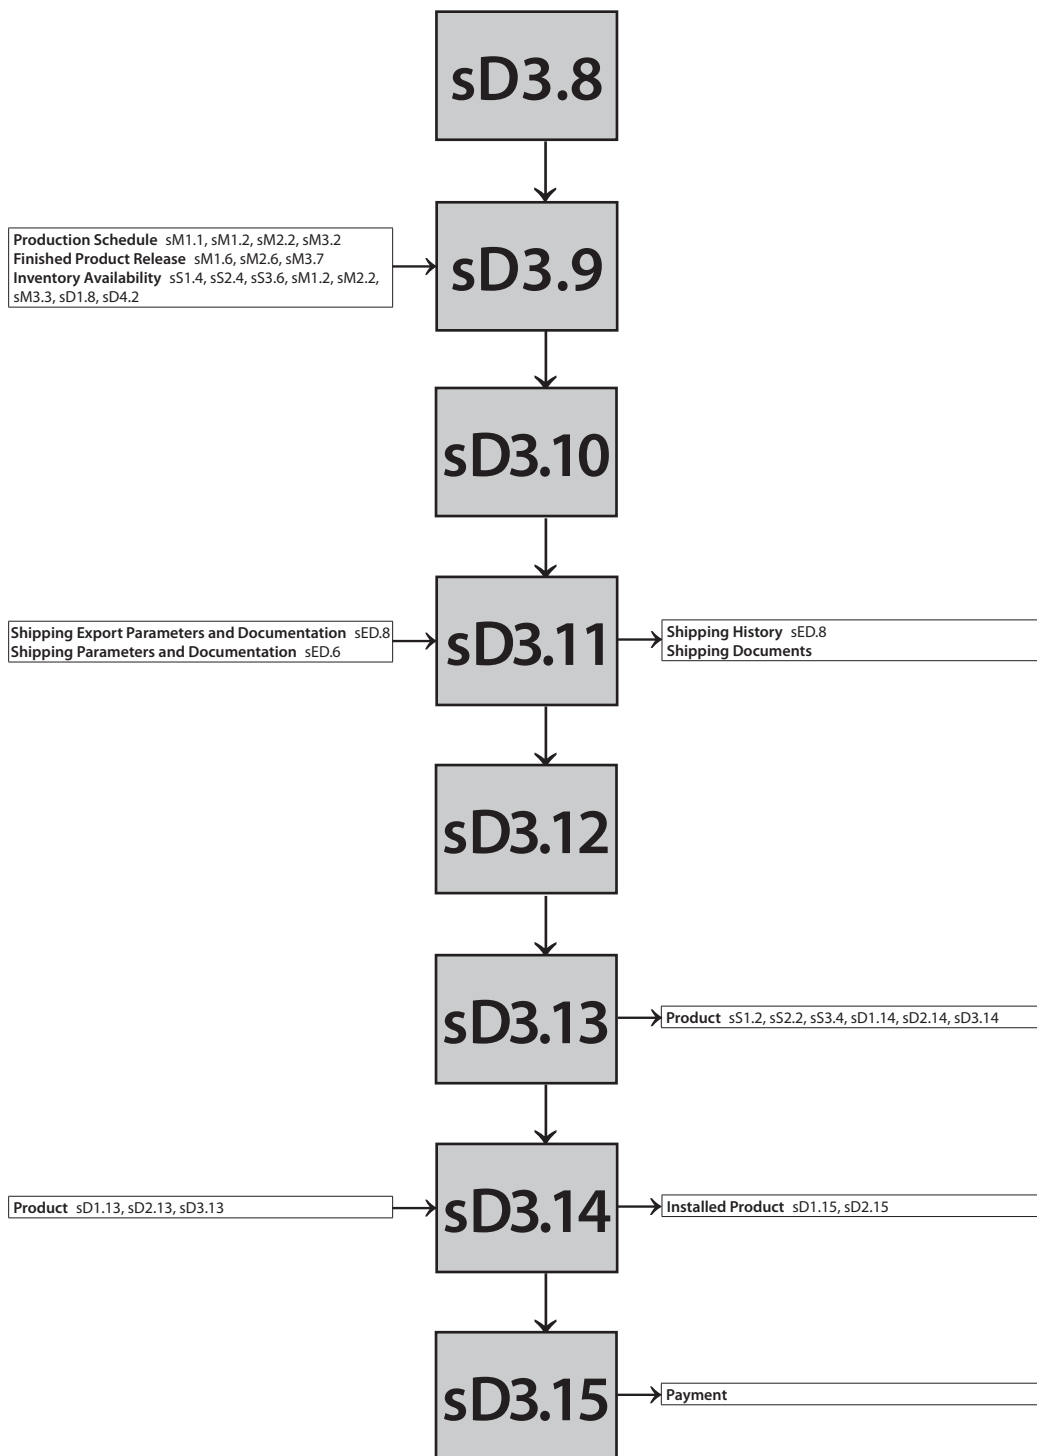 sD3.8
Production Schedule sM1.1, sM1.2, sM2.2, sM3.2
Finished Product Release sM1.6, sM2.6, sM3.7
Inventory Availability sS1.4, sS2.4, sS3.6, sM1.2, sM2.2,
sM3.3, sD1.8, sD4.2
sD3.9
sD3.10
Shipping Export Parameters and Documentation sED.8
Shipping Parameters and Documentation sED.6
sD3.11
Shipping History sED.8
Shipping Documents
sD3.12
sD3.13
Product sS1.2, sS2.2, sS3.4, sD1.14, sD2.14, sD3.14
Product sD1.13, sD2.13, sD3.13
sD3.14
Installed Product sD1.15, sD2.15
sD3.15
Payment